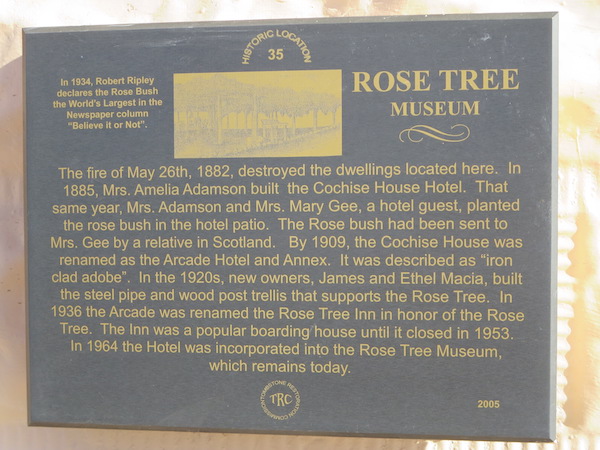 HISTORIC LOCATION
35
In 1934, Robert Ripley
declares the Rose Bush
the World's Largest in the
Newspaper column
"Believe it or Not".
ROSE TREE
MUSEUM
The fire of May 26th, 1882, destroyed the dwellings located here. In
1885, Mrs. Amelia Adamson built the Cochise House Hotel. That
same year, Mrs. Adamson and Mrs. Mary Gee, a hotel guest, planted
the rose bush in the hotel patio. The Rose bush had been sent to
Mrs. Gee by a relative in Scotland. By 1909, the Cochise House was
renamed as the Arcade Hotel and Annex. It was described as "iron
clad adobe". In the 1920s, new owners, James and Ethel Macia, built
the steel pipe and wood post trellis that supports the Rose Tree. In
1936 the Arcade was renamed the Rose Tree Inn in honor of the Rose
Tree. The Inn was a popular boarding house until it closed in 1953.
In 1964 the Hotel was incorporated into the Rose Tree Museum,
which remains today.
TOMBSTONE RESTORATION COMMISSION
TRC
2005